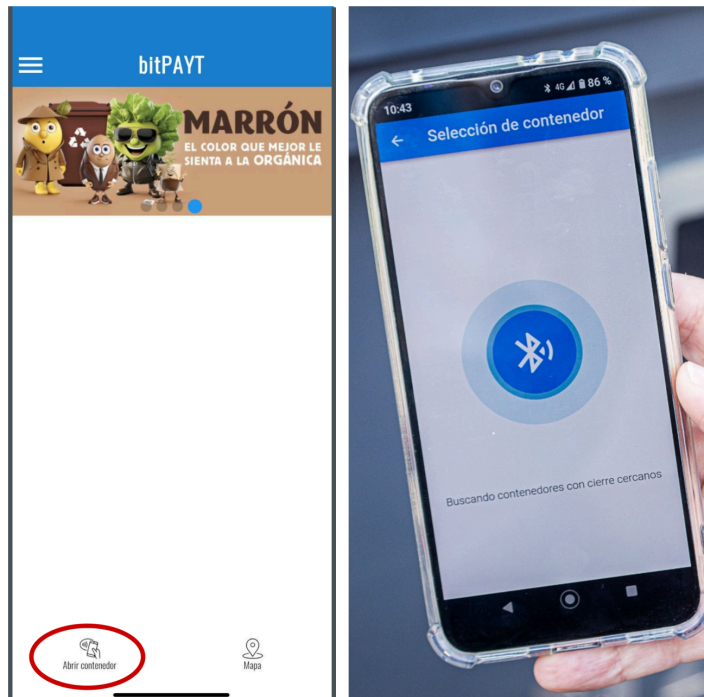 bitPAYT
MARRÓN
EL COLOR QUE MEJOR LE
SIENTA A LA ORGÁNICA
Abrir contenedor
Mapa
10:43
4G 86 %
Selección de contenedor
Buscando contenedores con cierre cercanos